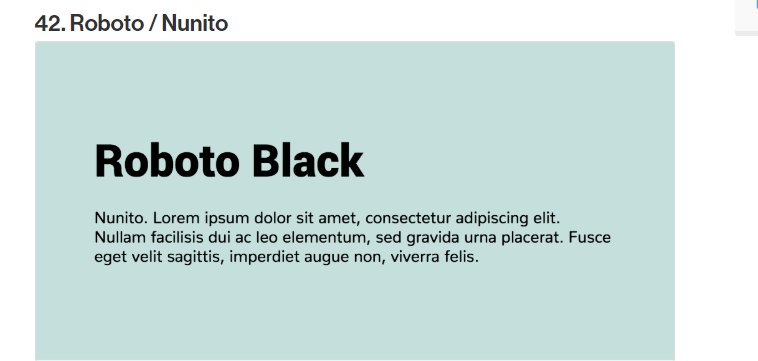 42. Roboto / Nunito
Roboto Black
Nunito. Lorem ipsum dolor sit amet, consectetur adipiscing elit.
Nullam facilisis dui ac leo elementum, sed gravida urna placerat. Fusce
eget velit sagittis, imperdiet augue non, viverra felis.